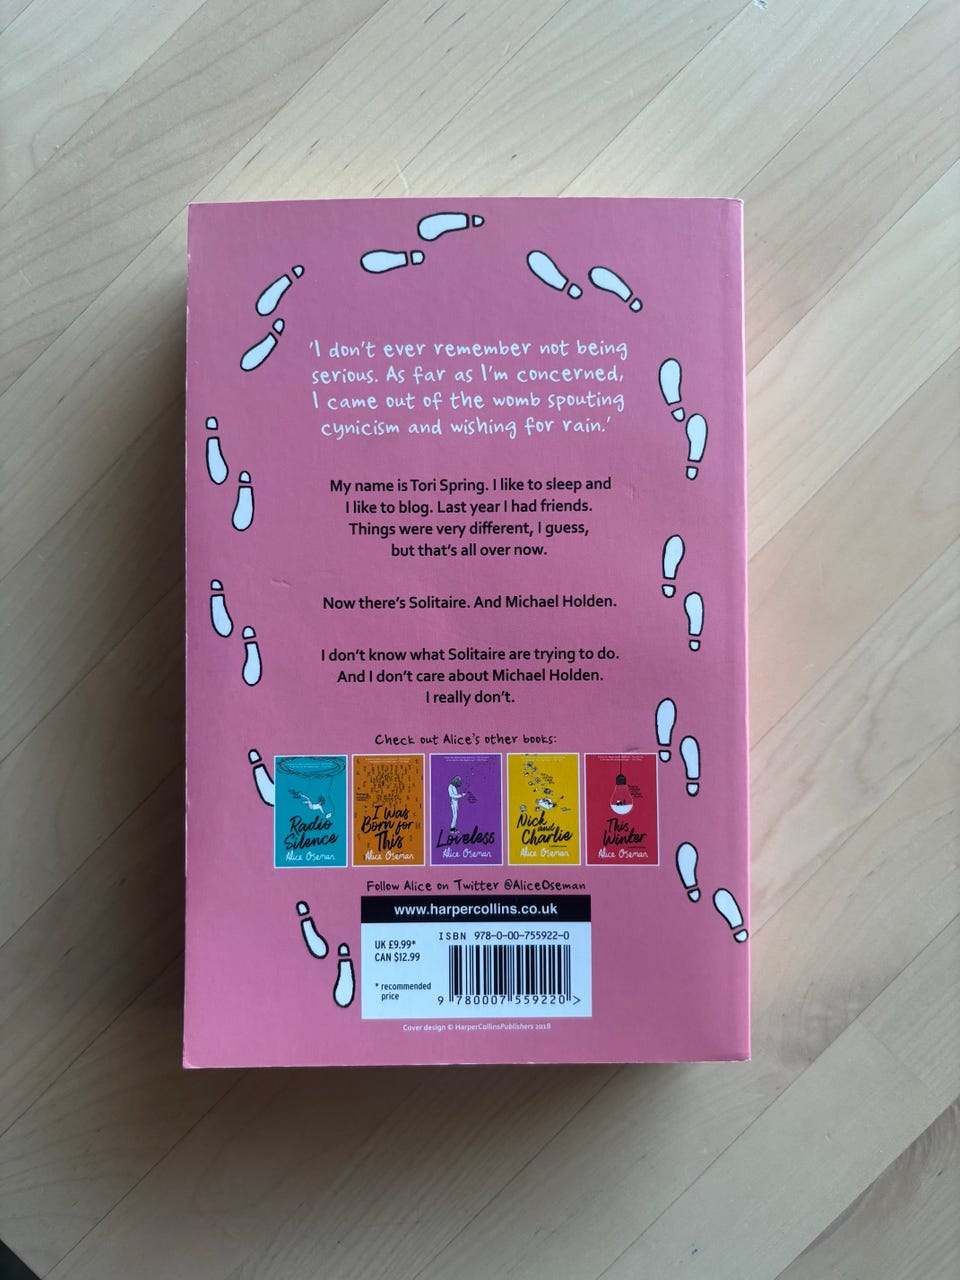 'I don't ever remember not being
serious. As far as I'm concerned,
I came out of the womb spouting
cynicism and wishing for rain.'
My name is Tori Spring. I like to sleep and
I like to blog. Last year I had friends.
Things were very different, I guess,
but that's all over now.
Now there's Solitaire. And Michael Holden.
I don't know what Solitaire are trying to do.
And I don't care about Michael Holden.
I really don't.
Check out Alice's other books:
Radio
Silence
Alice Oseman
I Was
Born for
This
Alice Oseman
Loveless
Alice Oseman
Nick
and
Charlie
Alice Oseman
This
Winter
Alice Oseman
Follow Alice on Twitter @AliceOseman
www.harpercollins.co.uk
UK £9.99*
CAN $12.99
* recommended
price
ISBN 978-0-00-755922-0
9 780007 559220 >
Cover design © HarperCollinsPublishers 2018